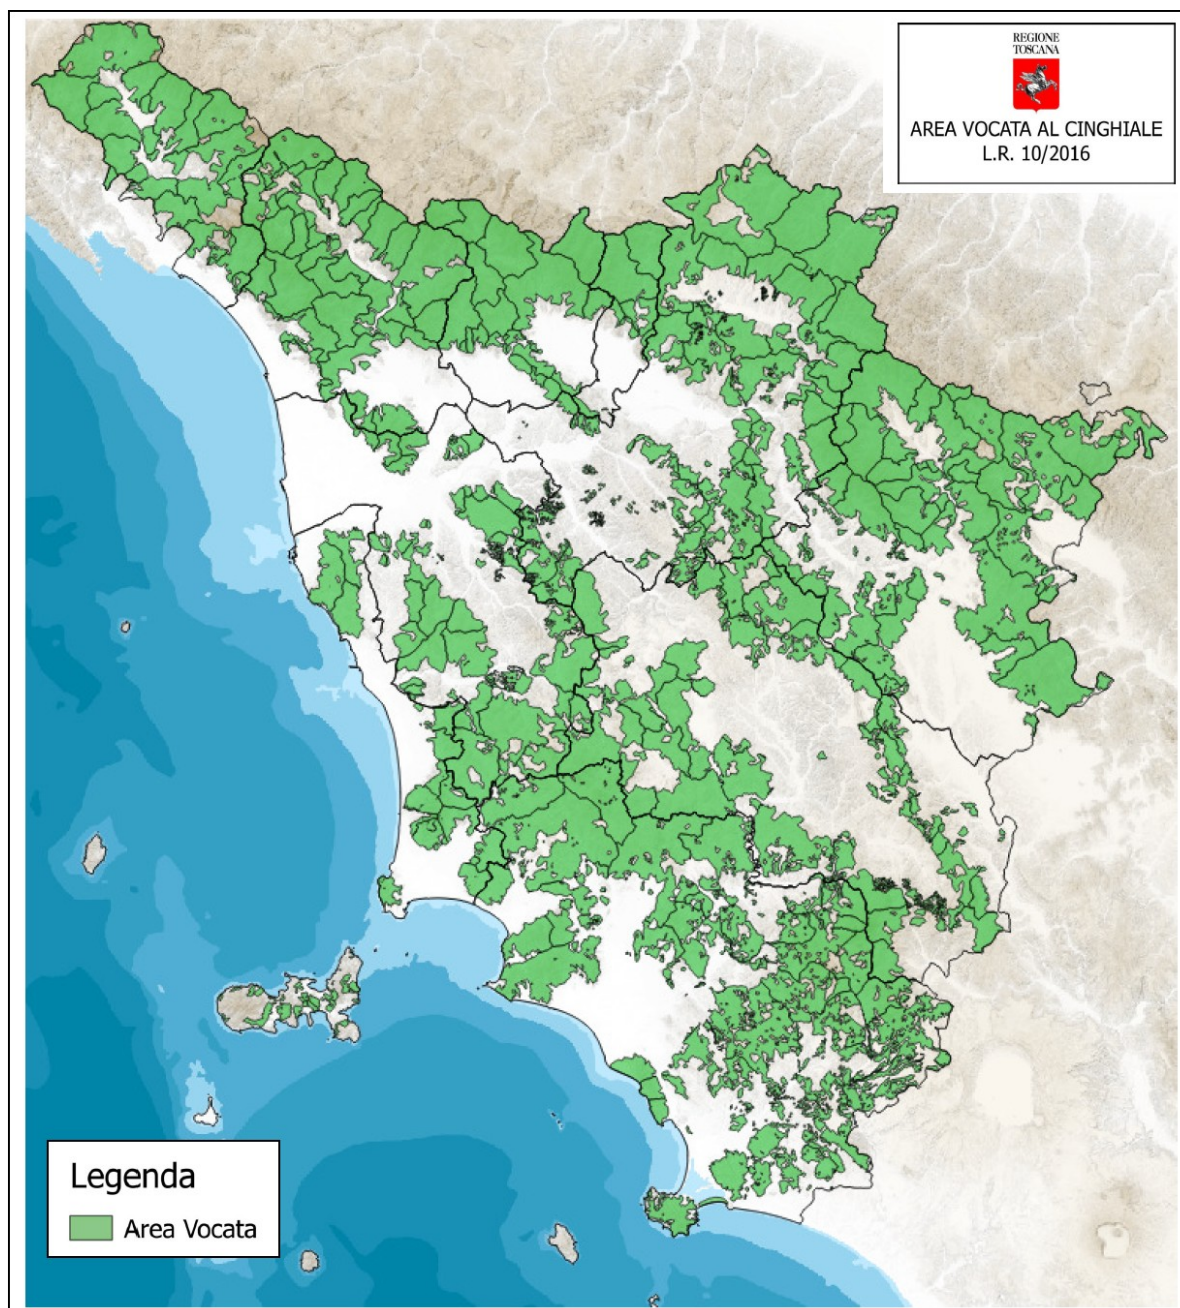 REGIONE
TOSCANA
AREA VOCATA AL CINGHIALE
L.R. 10/2016
Legenda
Area Vocata